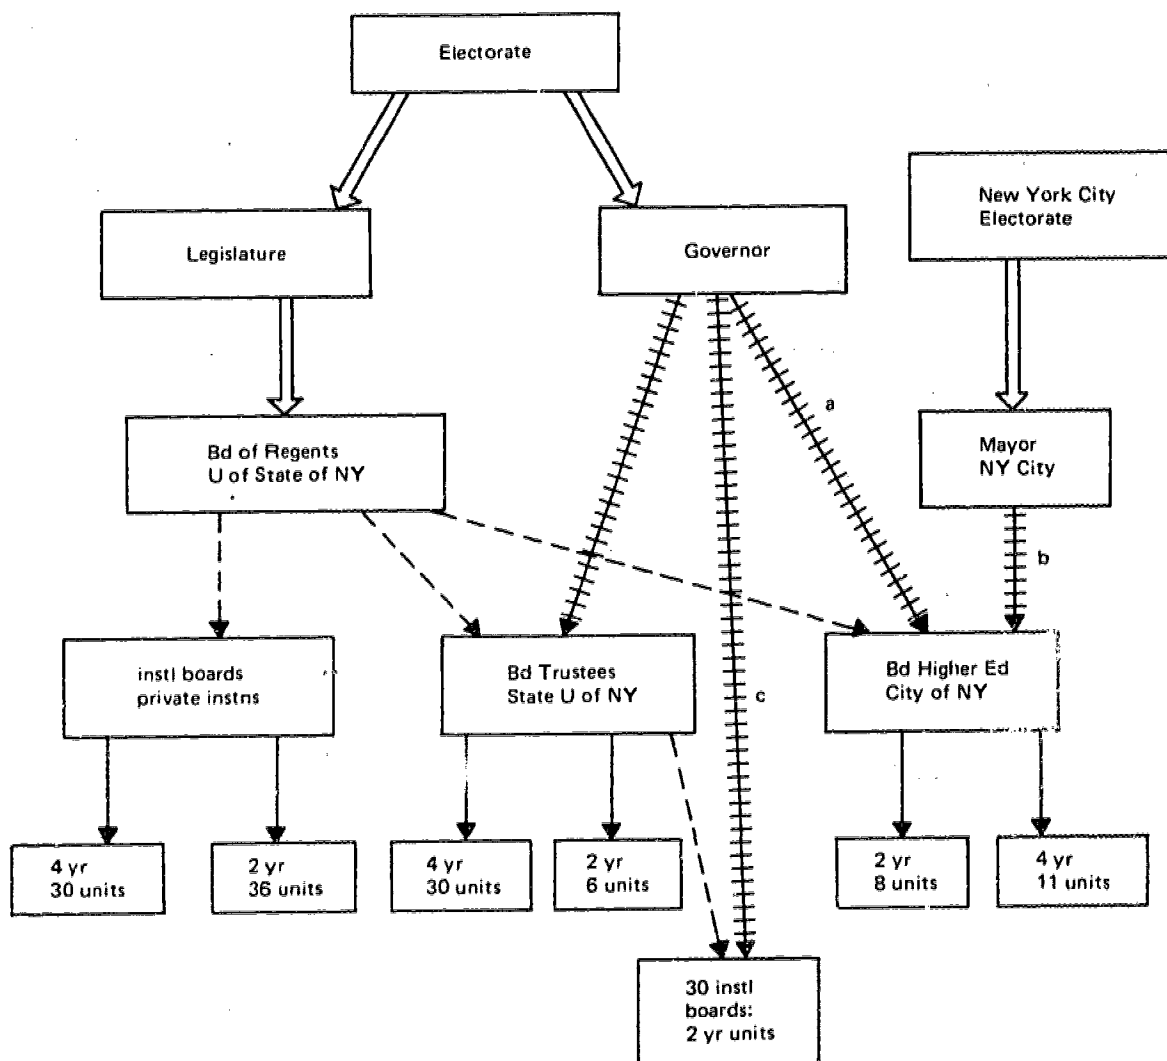 Electorate
New York City
Electorate
Legislature
Governor
a
Bd of Regents
U of State of NY
Mayor
NY City
b
instl boards
private instns
Bd Trustees
State U of NY
c
Bd Higher Ed
City of NY
4 yr
30 units
2 yr
36 units
4 yr
30 units
2 yr
6 units
2 yr
8 units
4 yr
11 units
30 instl
boards:
2 yr units